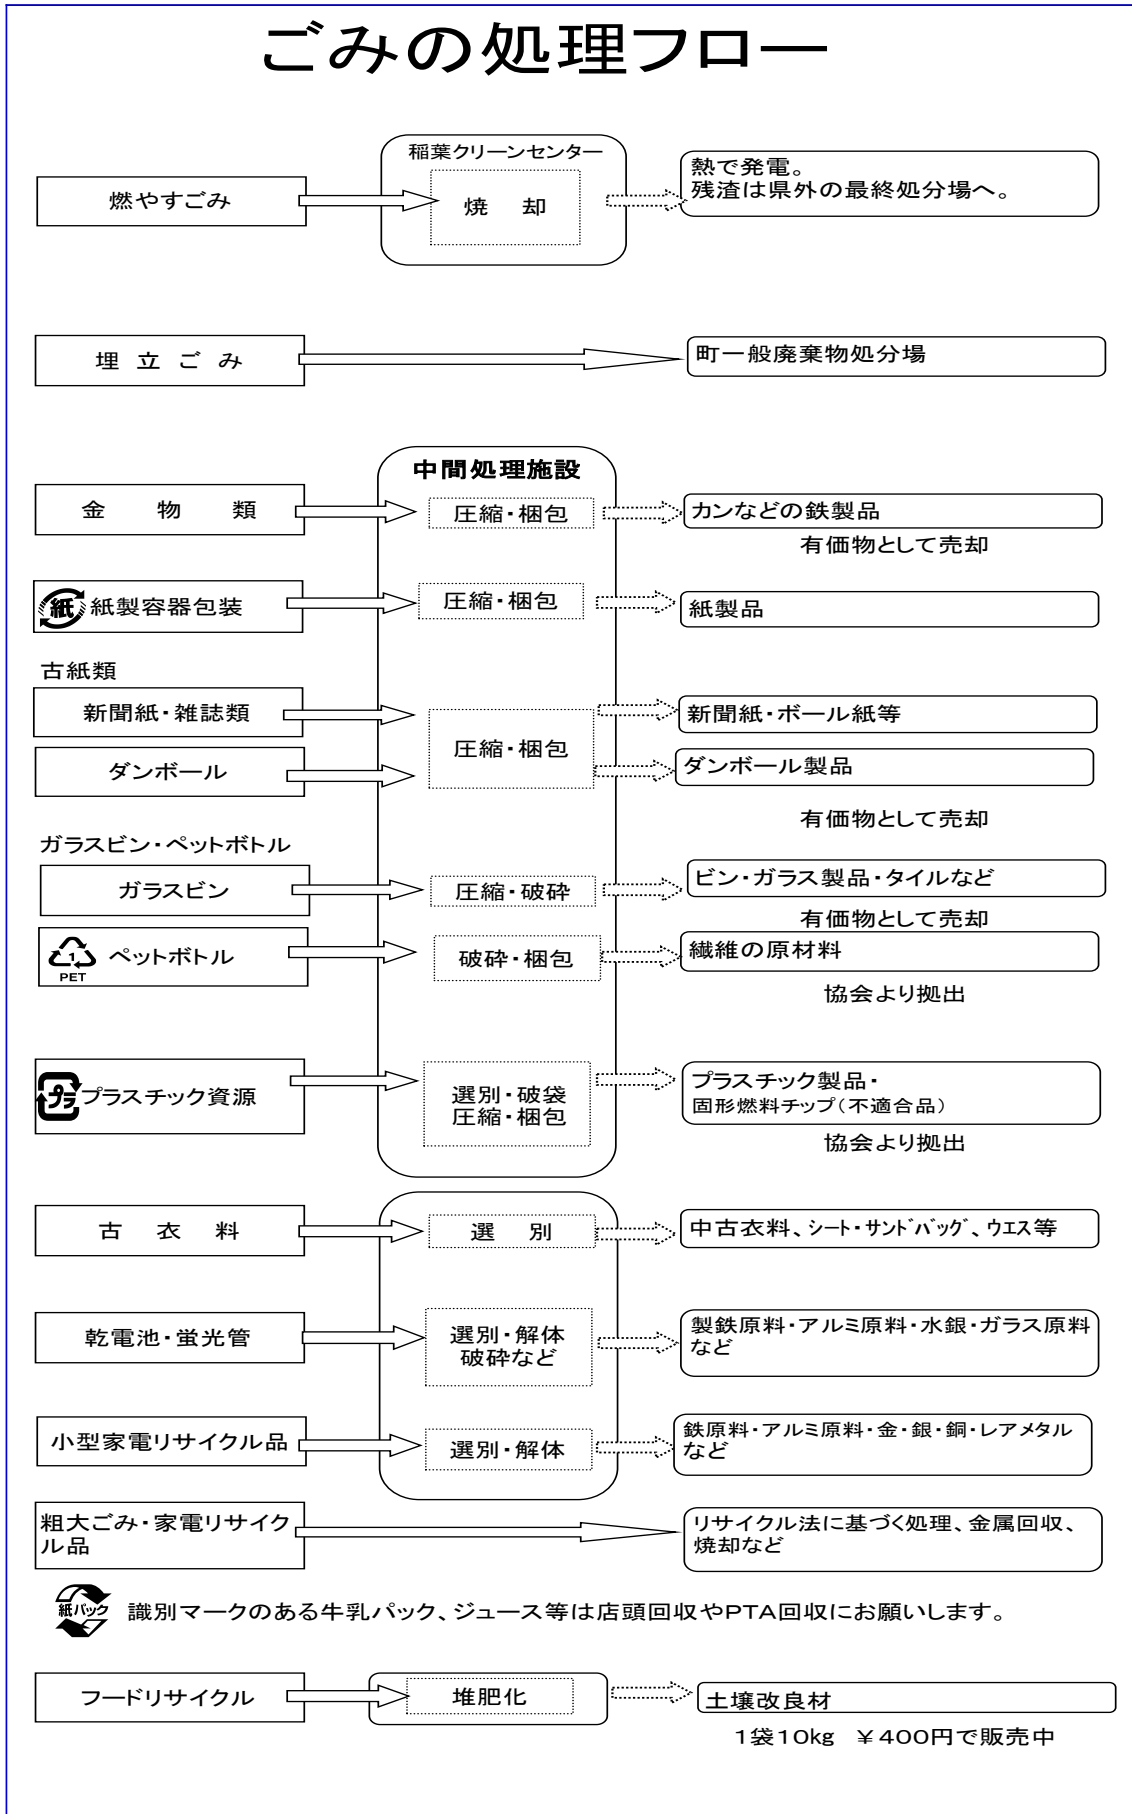 ごみの処理フロー
稲葉クリーンセンター
燃やすごみ
焼 却
熱で発電。
残渣は県外の最終処分場へ。
埋 立 ご み
町一般廃棄物処分場
中間処理施設
金 物 類
圧縮・梱包
カンなどの鉄製品
有価物として売却
紙
紙製容器包装
圧縮・梱包
紙製品
古紙類
新聞紙・雑誌類
ダンボール
圧縮・梱包
新聞紙・ボール紙等
ダンボール製品
有価物として売却
ガラスビン・ペットボトル
ガラスビン
圧縮・破砕
ビン・ガラス製品・タイルなど
有価物として売却
1
PET
ペットボトル
破砕・梱包
繊維の原材料
協会より拠出
プラ
プラスチック資源
選別・破袋
圧縮・梱包
プラスチック製品・
固形燃料チップ(不適合品)
協会より拠出
古 衣 料
選 別
中古衣料、シート・サンドバッグ、ウエス等
乾電池・蛍光管
選別・解体
破砕など
製鉄原料・アルミ原料・水銀・ガラス原料
など
小型家電リサイクル品
選別・解体
鉄原料・アルミ原料・金・銀・銅・レアメタル
など
粗大ごみ・家電リサイク
ル品
リサイクル法に基づく処理、金属回収、
焼却など
紙パック
識別マークのある牛乳パック、ジュース等は店頭回収やPTA回収にお願いします。
フードリサイクル
堆肥化
土壌改良材
1袋10kg ¥400円で販売中